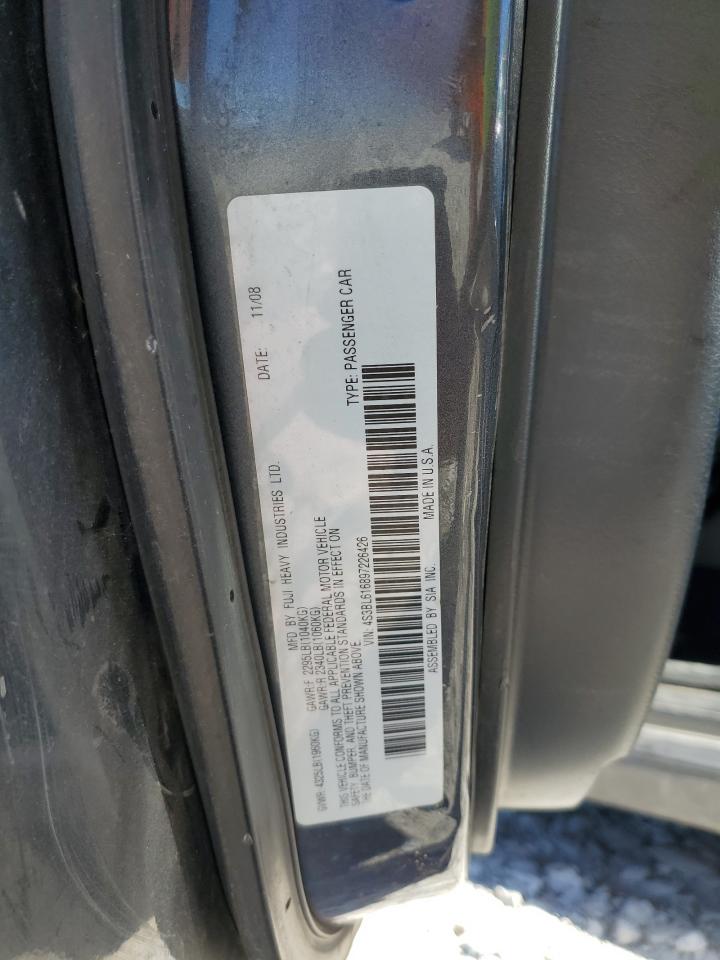 MFD. BY FUJI HEAVY INDUSTRIES LTD. DATE: 11/08
GVWR: 4325LB(1960KG) GAWR:F 2295LB(1040KG)
GAWR:R 2340LB(1060KG)
THIS VEHICLE CONFORMS TO ALL APPLICABLE FEDERAL MOTOR VEHICLE
SAFETY, BUMPER, AND THEFT PREVENTION STANDARDS IN EFFECT ON
THE DATE OF MANUFACTURE SHOWN ABOVE.
VIN: 4S3BL616897226426 TYPE: PASSENGER CAR
ASSEMBLED BY SIA INC. MADE IN U.S.A.